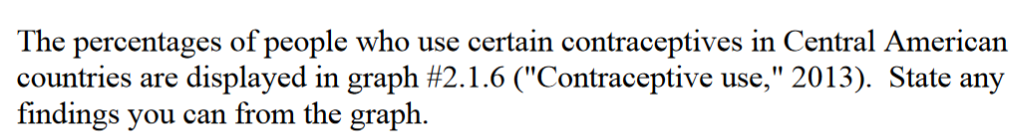 The percentages of people who use certain contraceptives in Central American
countries are displayed in graph #2.1.6 ("Contraceptive use," 2013).  State any
findings you can from the graph.